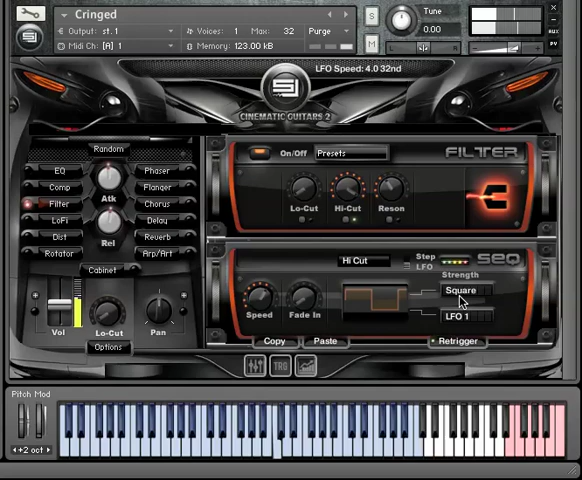 Cringed
Output: st.1 Voices: 1 Max: 32 Purge
Midi Ch: [A] 1 Memory: 123.00 kB
S
M
Tune
0.00
L R
AUX
PV
LFO Speed: 4.0 32nd
CINEMATIC GUITARS 2
Random
EQ
Comp
Filter
LoFi
Dist
Rotator
Atk
Rel
Phaser
Flanger
Chorus
Delay
Reverb
Arp/Art
Cabinet
Vol
Lo-Cut
Pan
Options
On/Off Presets FILTER
Lo-Cut Hi-Cut Reson
Hi Cut
Step
LFO
SEQ
Strength
Square
LFO 1
Speed Fade In
Copy Paste Retrigger
TRG
Pitch Mod
+2 oct